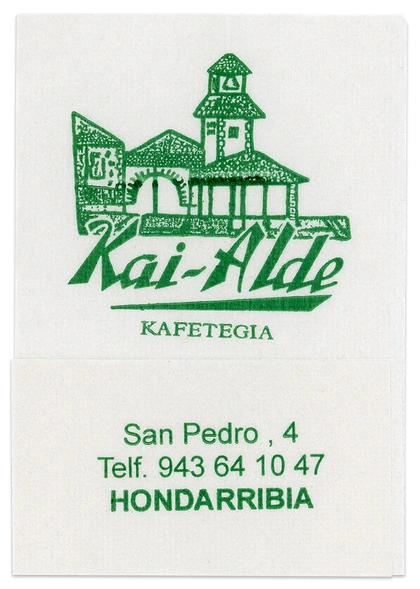 Kai-Alde
KAFETEGIA
San Pedro , 4
Telf. 943 64 10 47
HONDARRIBIA